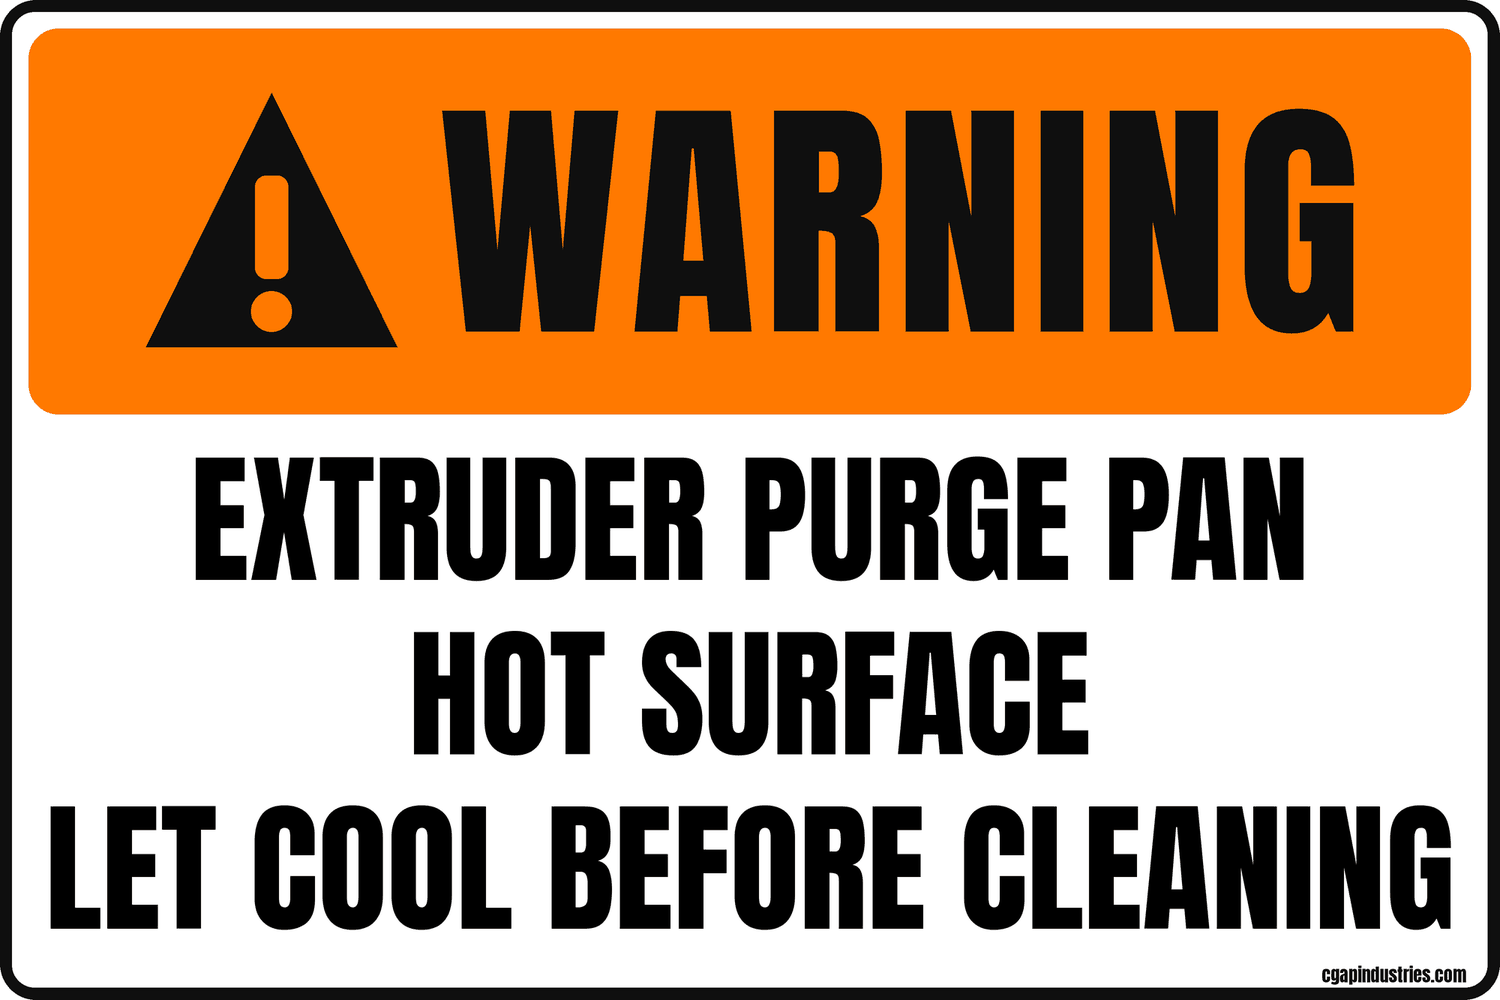 WARNING
EXTRUDER PURGE PAN
HOT SURFACE
LET COOL BEFORE CLEANING
cgapindustries.com